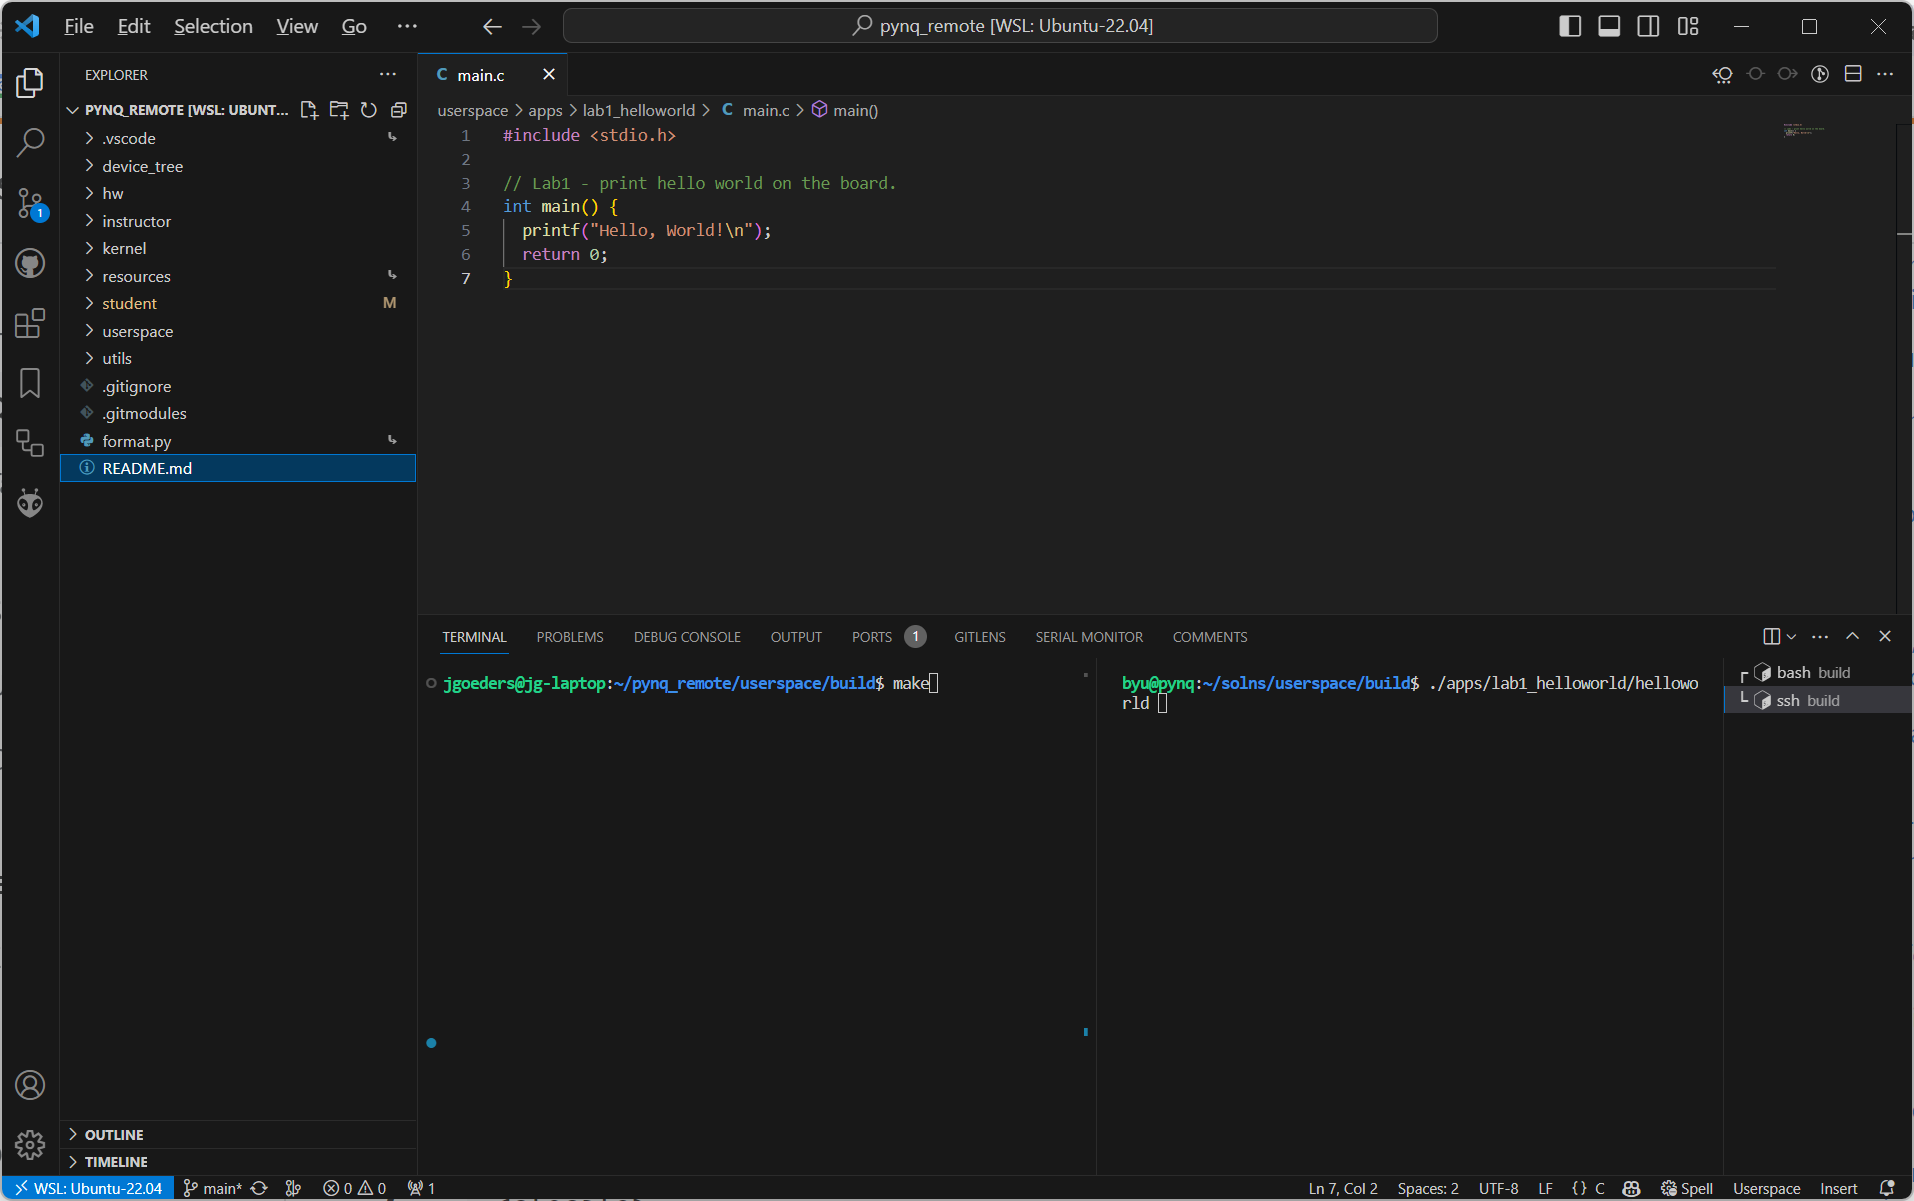 File Edit Selection View Go ···
pynq_remote [WSL: Ubuntu-22.04]
EXPLORER
PYNQ_REMOTE [WSL: UBUNT...
.vscode
device_tree
hw
instructor
kernel
resources
student M
userspace
utils
.gitignore
.gitmodules
format.py
README.md
OUTLINE
TIMELINE
C main.c
userspace > apps > lab1_helloworld > C main.c > main()
1 #include <stdio.h>
2
3 // Lab1 - print hello world on the board.
4 int main() {
5 printf("Hello, World!\n");
6 return 0;
7 }
TERMINAL PROBLEMS DEBUG CONSOLE OUTPUT PORTS 1 GITLENS SERIAL MONITOR COMMENTS
jgoeders@jg-laptop:~/pynq_remote/userspace/build$ make
byu@pynq:~/solns/userspace/build$ ./apps/lab1_helloworld/hellowo
rld
bash build
ssh build
1
WSL: Ubuntu-22.04 main* 0 0 1 Ln 7, Col 2 Spaces: 2 UTF-8 LF {} C Spell Userspace Insert